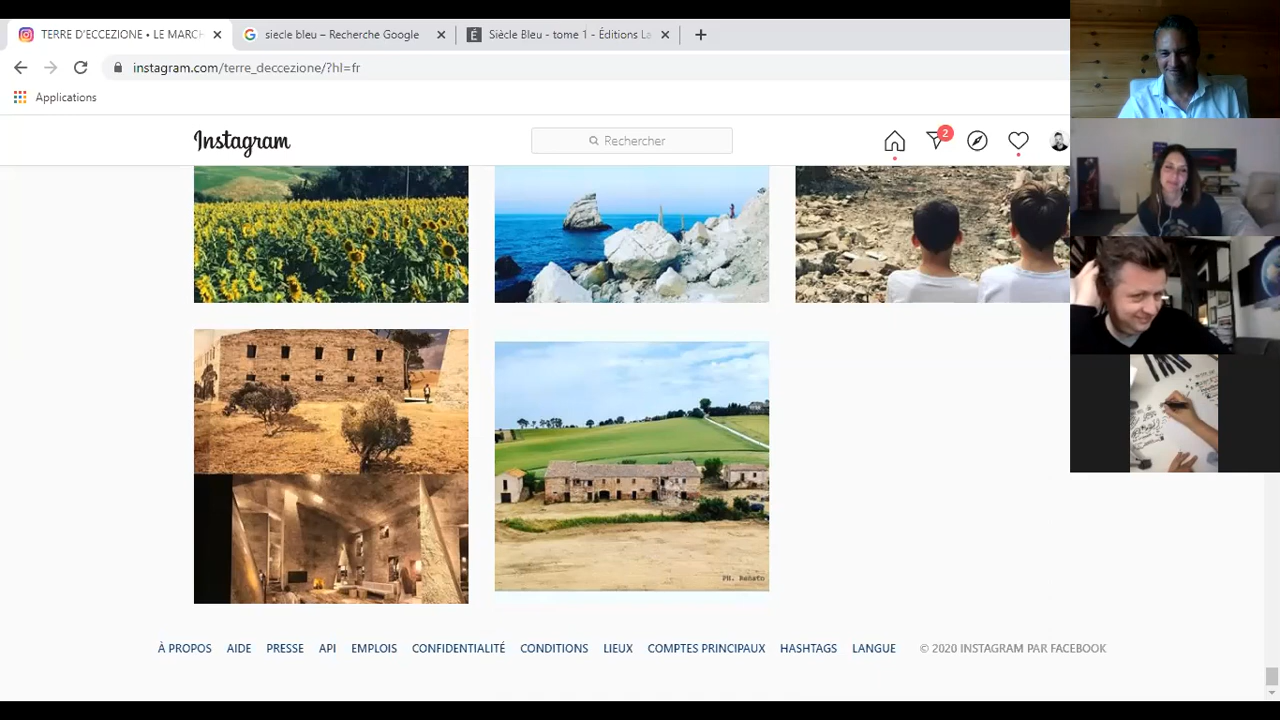 TERRE D'ECCEZIONE • LE MARCH
siecle bleu – Recherche Google
Siècle Bleu - tome 1 - Éditions La
instagram.com/terre_deccezione/?hl=fr
Applications
Instagram
Rechercher
2
PH. Renato
À PROPOS AIDE PRESSE API EMPLOIS CONFIDENTIALITÉ CONDITIONS LIEUX COMPTES PRINCIPAUX HASHTAGS LANGUE © 2020 INSTAGRAM PAR FACEBOOK